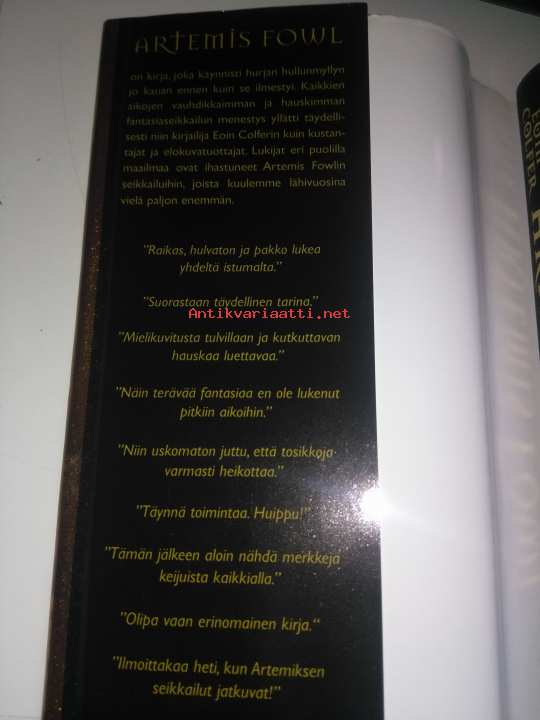 ARTEMIS FOWL
on kirja, joka käynnisti hurjan hullunmyllyn
jo kauan ennen kuin se ilmestyi. Kaikkien
aikojen vauhdikkaimman ja hauskimman
fantasiaseikkailun menestys yllätti täydelli-
sesti niin kirjailija Eoin Colferin kuin kustan-
tajat ja elokuvatuottajat. Lukijat eri puolilla
maailmaa ovat ihastuneet Artemis Fowlin
seikkailuihin, joista kuulemme lähivuosina
vielä paljon enemmän.
"Raikas, hulvaton ja pakko lukea
yhdeltä istumalta."
"Suorastaan täydellinen tarina."
Antikvariaatti.net
"Mielikuvitusta tulvillaan ja kutkuttavan
hauskaa luettavaa."
"Näin terävää fantasiaa en ole lukenut
pitkiin aikoihin."
"Niin uskomaton juttu, että tosikkoja
varmasti heikottaa."
"Täynnä toimintaa. Huippu!"
"Tämän jälkeen aloin nähdä merkkejä
keijuista kaikkialla."
"Olipa vaan erinomainen kirja."
"Ilmoittakaa heti, kun Artemiksen
seikkailut jatkuvat!"
COLFER